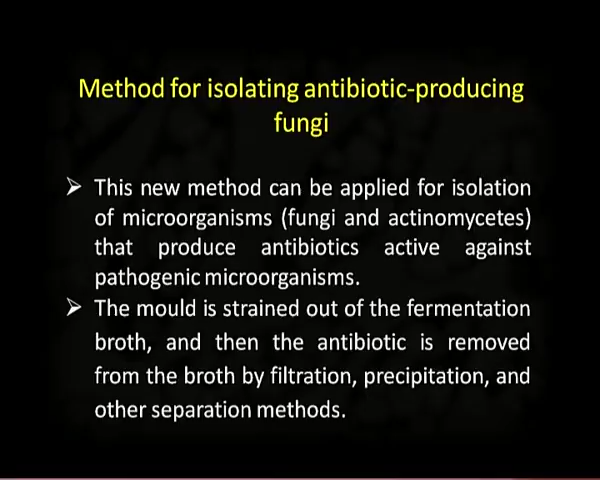 Method for isolating antibiotic-producing
fungi
➢ This new method can be applied for isolation
of microorganisms (fungi and actinomycetes)
that produce antibiotics active against
pathogenic microorganisms.
➢ The mould is strained out of the fermentation
broth, and then the antibiotic is removed
from the broth by filtration, precipitation, and
other separation methods.